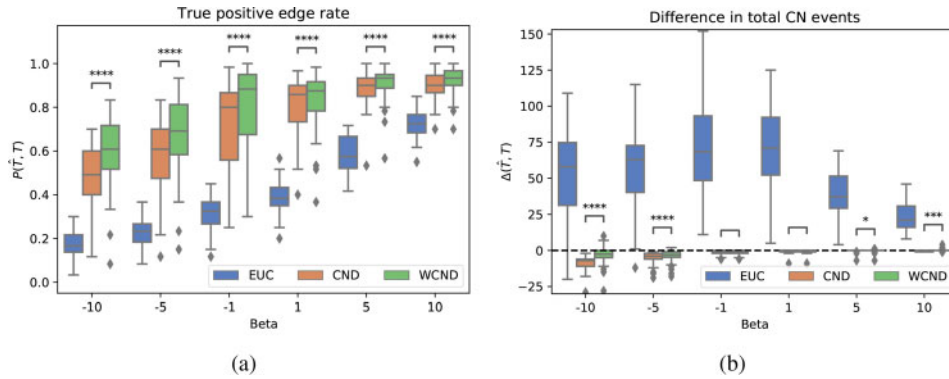 True positive edge rate
P(T̂, T)
1.0
0.8
0.6
0.4
0.2
0.0
****
****
****
****
****
****
EUC
CND
WCND
-10
-5
-1
1
5
10
Beta
(a)
Difference in total CN events
Δ(T̂, T)
150
125
100
75
50
25
0
−25
****
****
*
***
EUC
CND
WCND
-10
-5
-1
1
5
10
Beta
(b)